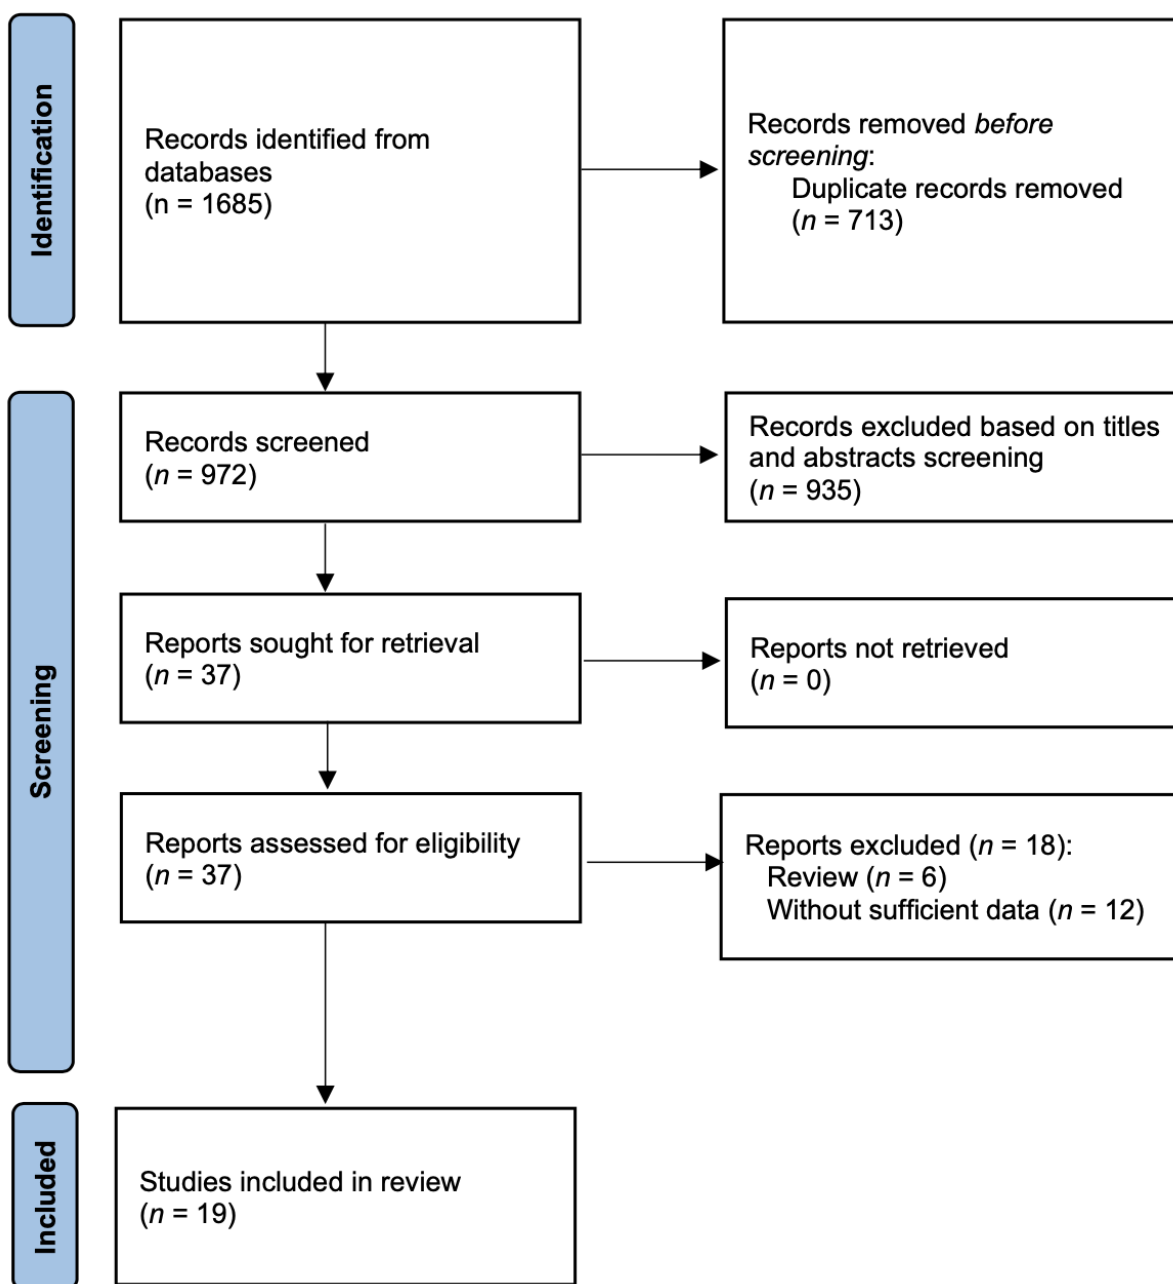 Identification
Records identified from
databases
(n = 1685)
Records removed before
screening:
Duplicate records removed
(n = 713)
Screening
Records screened
(n = 972)
Records excluded based on titles
and abstracts screening
(n = 935)
Reports sought for retrieval
(n = 37)
Reports not retrieved
(n = 0)
Reports assessed for eligibility
(n = 37)
Reports excluded (n = 18):
Review (n = 6)
Without sufficient data (n = 12)
Included
Studies included in review
(n = 19)